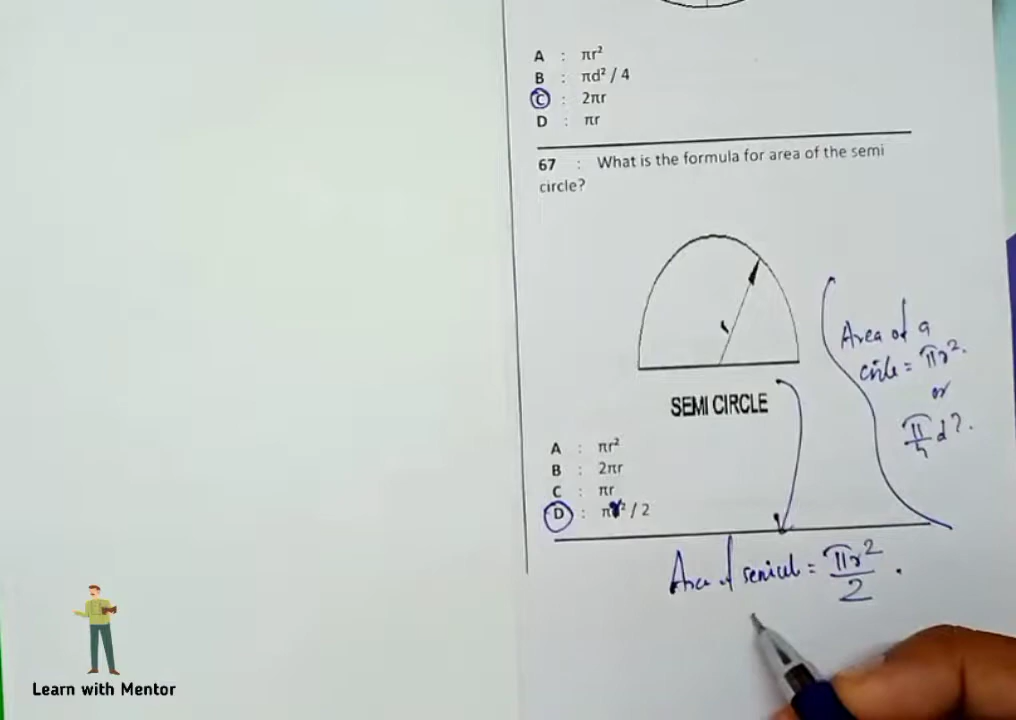 A : πr²
B : πd² / 4
C : 2πr
D : πr
67 : What is the formula for area of the semi
circle?
SEMI CIRCLE
A : πr²
B : 2πr
C : πr
D : πr² / 2
Area of a
circle = πr².
or
π/4 d².
Area of semicircle = πr²/2 .
Learn with Mentor